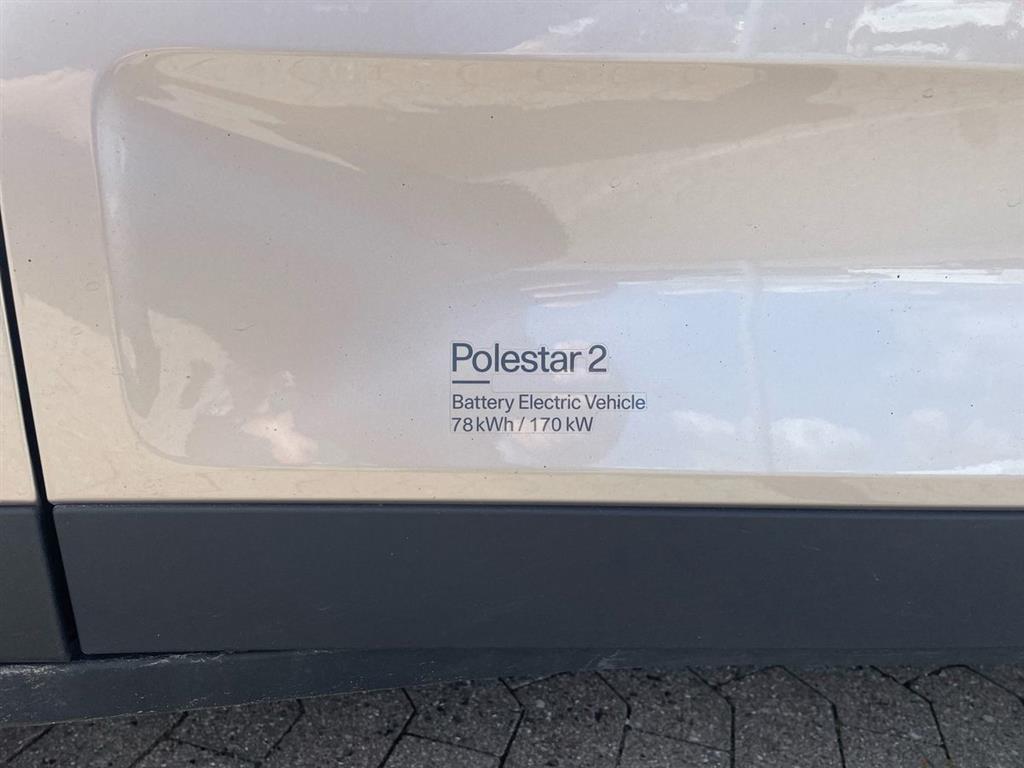 Polestar 2
Battery Electric Vehicle
78 kWh / 170 kW